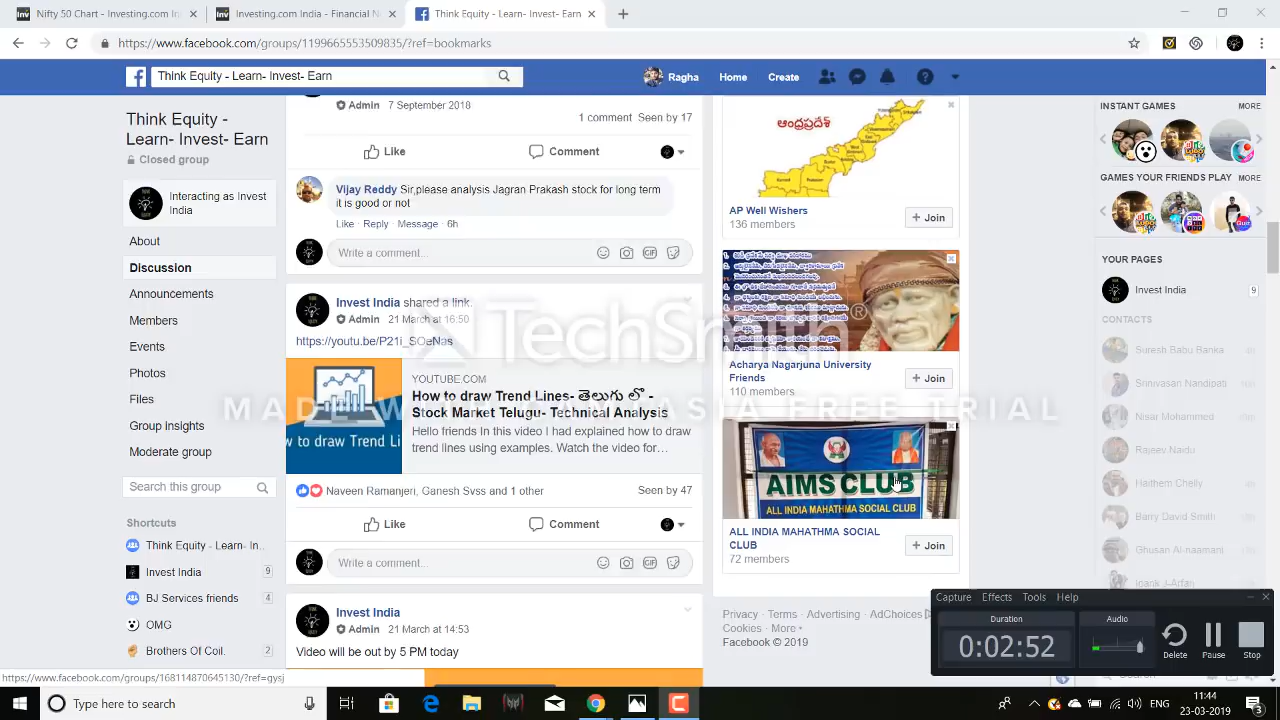 Nifty 50 Chart - Investing.com In
Investing.com India - Financial N
Think Equity - Learn- Invest- Earn
https://www.facebook.com/groups/1199665553509835/?ref=bookmarks
Think Equity - Learn- Invest- Earn
Ragha
Home
Create
Think Equity -
Learn- Invest- Earn
Closed group
Interacting as Invest
India
About
Discussion
Announcements
Members
Events
Photos
Files
Group Insights
Moderate group
Search this group
Shortcuts
Think Equity - Learn- In...
Invest India 9
BJ Services friends 4
OMG
Brothers Of Coil. 2
Admin 7 September 2018
1 comment Seen by 17
Like
Comment
Vijay Reddy Sir,please analysis Jagran Prakash stock for long term
it is good or not
Like · Reply · Message · 6h
Write a comment...
GIF
Invest India shared a link.
Admin 21 March at 16:50
https://youtu.be/P21i_SOeNas
YOUTUBE.COM
How to draw Trend Lines- తెలుగు లో -
Stock Market Telugu- Technical Analysis
Hello friends In this video I had explained how to draw
trend lines using examples. Watch the video for...
ow to draw Trend Li
Naveen Ramanjeri, Ganesh Svss and 1 other
Seen by 47
Like
Comment
Write a comment...
GIF
Invest India
Admin 21 March at 14:53
Video will be out by 5 PM today
ఆంధ్రప్రదేశ్
AP Well Wishers
136 members
+ Join
Acharya Nagarjuna University
Friends
110 members
+ Join
AIMS CLUB
ALL INDIA MAHATHMA SOCIAL CLUB
ALL INDIA MAHATHMA SOCIAL
CLUB
72 members
+ Join
Privacy · Terms · Advertising · AdChoices
Cookies · More
Facebook © 2019
INSTANT GAMES MORE
GAMES YOUR FRIENDS PLAY MORE
YOUR PAGES
Invest India 9
CONTACTS
Suresh Babu Banka
Srinivasan Nandipati
Nisar Mohammed
Rajeev Naidu
Haithem Cheily
Barry David Smith
Ghusan Al-naamani
Joank J-Arfan
TechSmith®
MADE WITH CAMTASIA FREE TRIAL
Capture Effects Tools Help
Duration
0:02:52
Audio
Delete
Pause
Stop
https://www.facebook.com/groups/168114870645130/?ref=gysj
Type here to search
ENG
11:44
23-03-2019
3